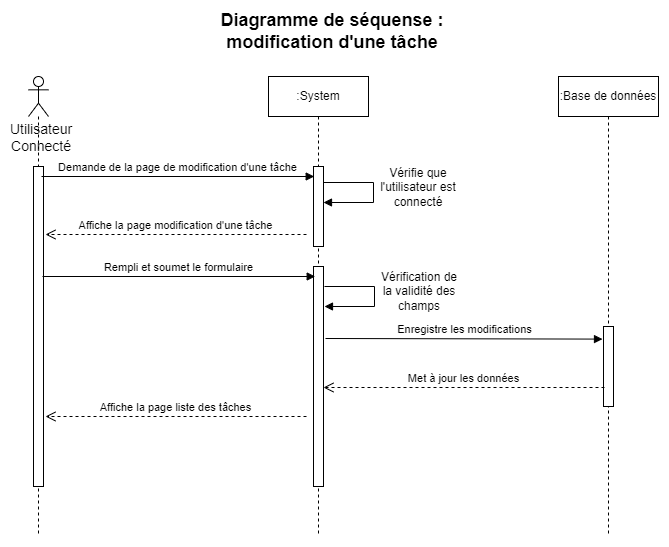 Diagramme de séquense :
modification d'une tâche
Utilisateur
Connecté
:System
:Base de données
Demande de la page de modification d'une tâche
Vérifie que
l'utilisateur est
connecté
Affiche la page modification d'une tâche
Rempli et soumet le formulaire
Vérification de
la validité des
champs
Enregistre les modifications
Met à jour les données
Affiche la page liste des tâches